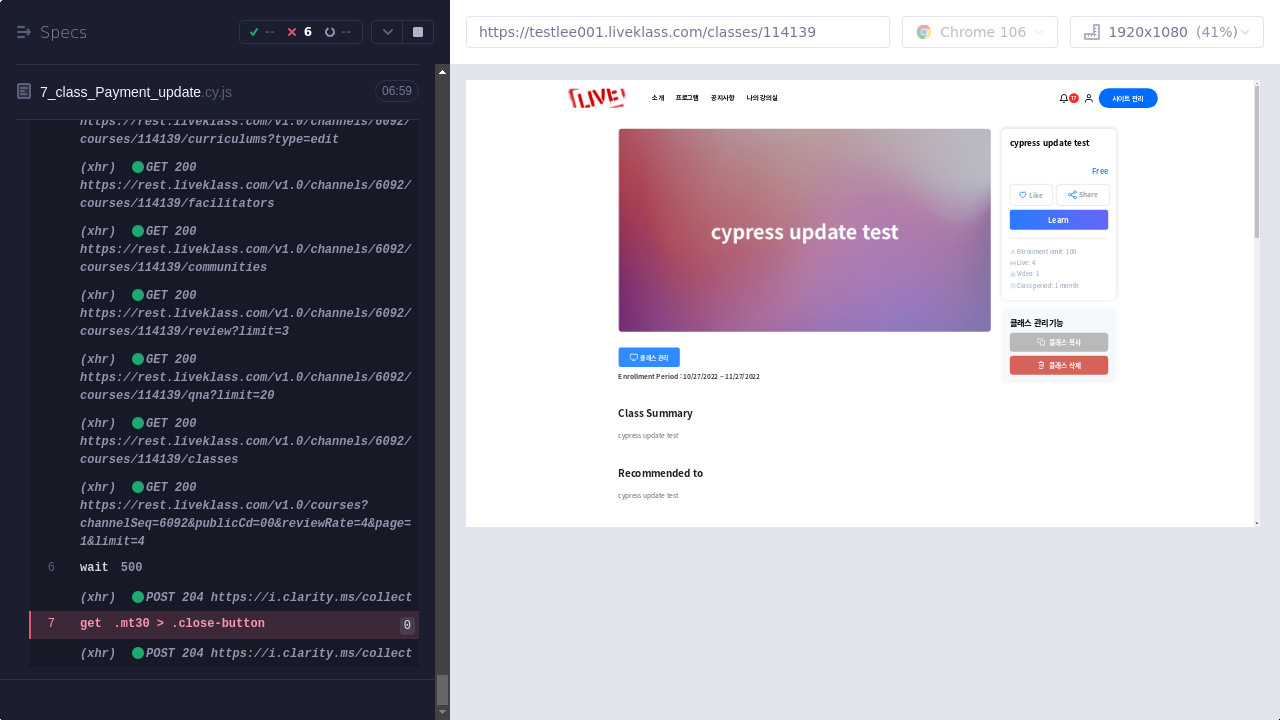 Specs
-- 6 --
7_class_Payment_update.cy.js 06:59
https://rest.liveklass.com/v1.0/channels/6092/
courses/114139/curriculums?type=edit
(xhr) GET 200
https://rest.liveklass.com/v1.0/channels/6092/
courses/114139/facilitators
(xhr) GET 200
https://rest.liveklass.com/v1.0/channels/6092/
courses/114139/communities
(xhr) GET 200
https://rest.liveklass.com/v1.0/channels/6092/
courses/114139/review?limit=3
(xhr) GET 200
https://rest.liveklass.com/v1.0/channels/6092/
courses/114139/qna?limit=20
(xhr) GET 200
https://rest.liveklass.com/v1.0/channels/6092/
courses/114139/classes
(xhr) GET 200
https://rest.liveklass.com/v1.0/courses?
channelSeq=6092&publicCd=00&reviewRate=4&page=
1&limit=4
6 wait 500
(xhr) POST 204 https://i.clarity.ms/collect
7 get .mt30 > .close-button 0
(xhr) POST 204 https://i.clarity.ms/collect
https://testlee001.liveklass.com/classes/114139
Chrome 106
1920x1080 (41%)
LIVE!
소개 프로그램 공지사항 나의 강의실
17
사이트 관리
cypress update test
클래스 관리
Enrollment Period : 10/27/2022 ~ 11/27/2022
Class Summary
cypress update test
Recommended to
cypress update test
cypress update test
Free
Like Share
Learn
Enrollment limit: 100
Live: 4
Video: 1
Class period: 1 month
클래스 관리기능
클래스 복사
클래스 삭제